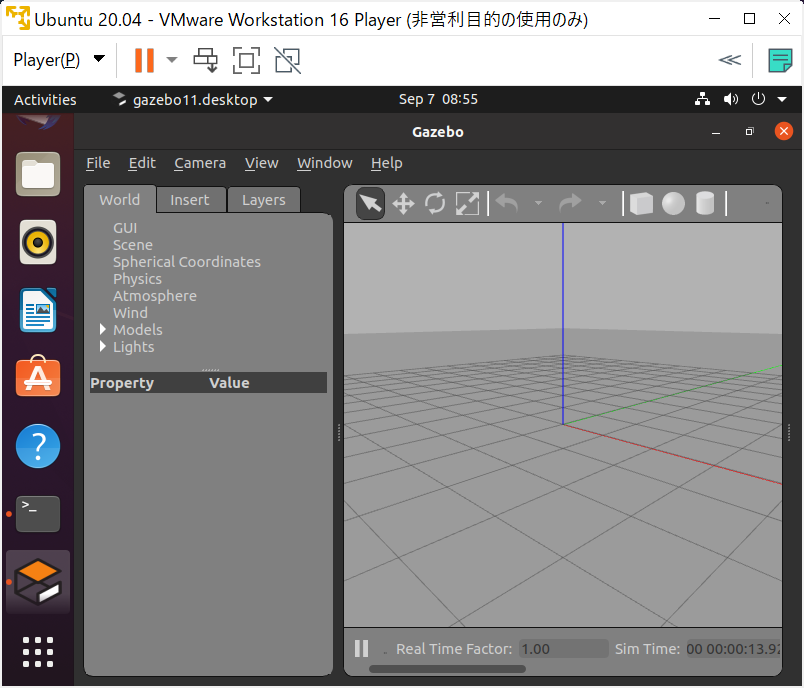 Ubuntu 20.04 - VMware Workstation 16 Player (非営利目的の使用のみ)
Player(P)
Activities gazebo11.desktop Sep 7 08:55
Gazebo
File Edit Camera View Window Help
World Insert Layers
GUI
Scene
Spherical Coordinates
Physics
Atmosphere
Wind
Models
Lights
Property Value
Real Time Factor: 1.00 Sim Time: 00 00:00:13.92